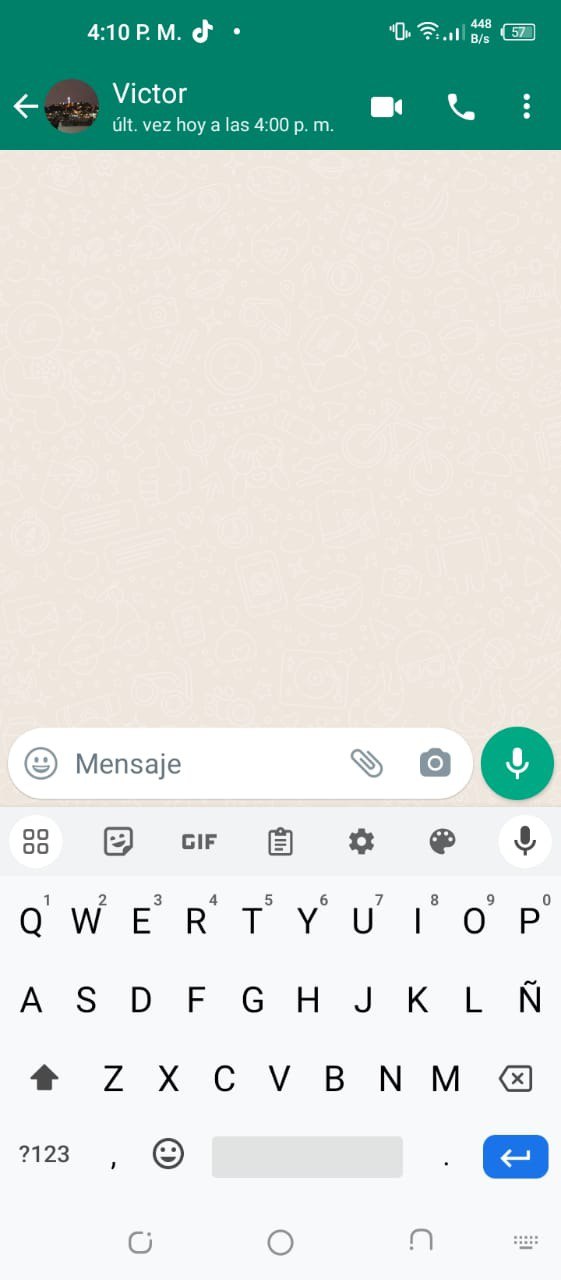 4:10 P. M.
448
B/s
57
Victor
últ. vez hoy a las 4:00 p. m.
Mensaje
GIF
1 2 3 4 5 6 7 8 9 0
Q W E R T Y U I O P
A S D F G H J K L Ñ
Z X C V B N M
?123 , .